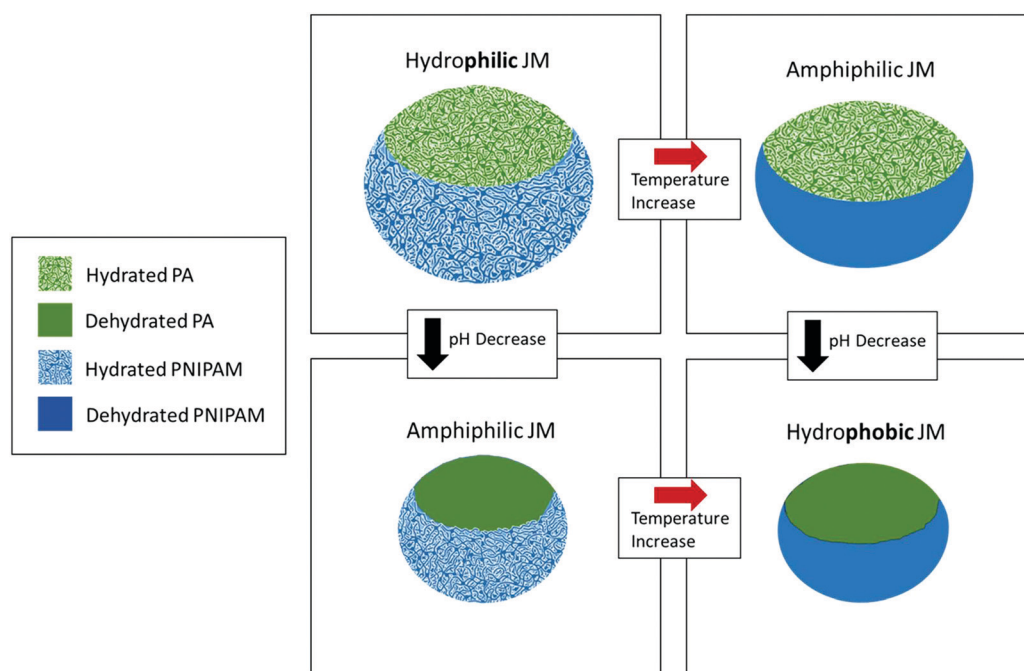 Hydrophilic JM
Amphiphilic JM
Temperature
Increase
Hydrated PA
Dehydrated PA
Hydrated PNIPAM
Dehydrated PNIPAM
pH Decrease
pH Decrease
Amphiphilic JM
Hydrophobic JM
Temperature
Increase